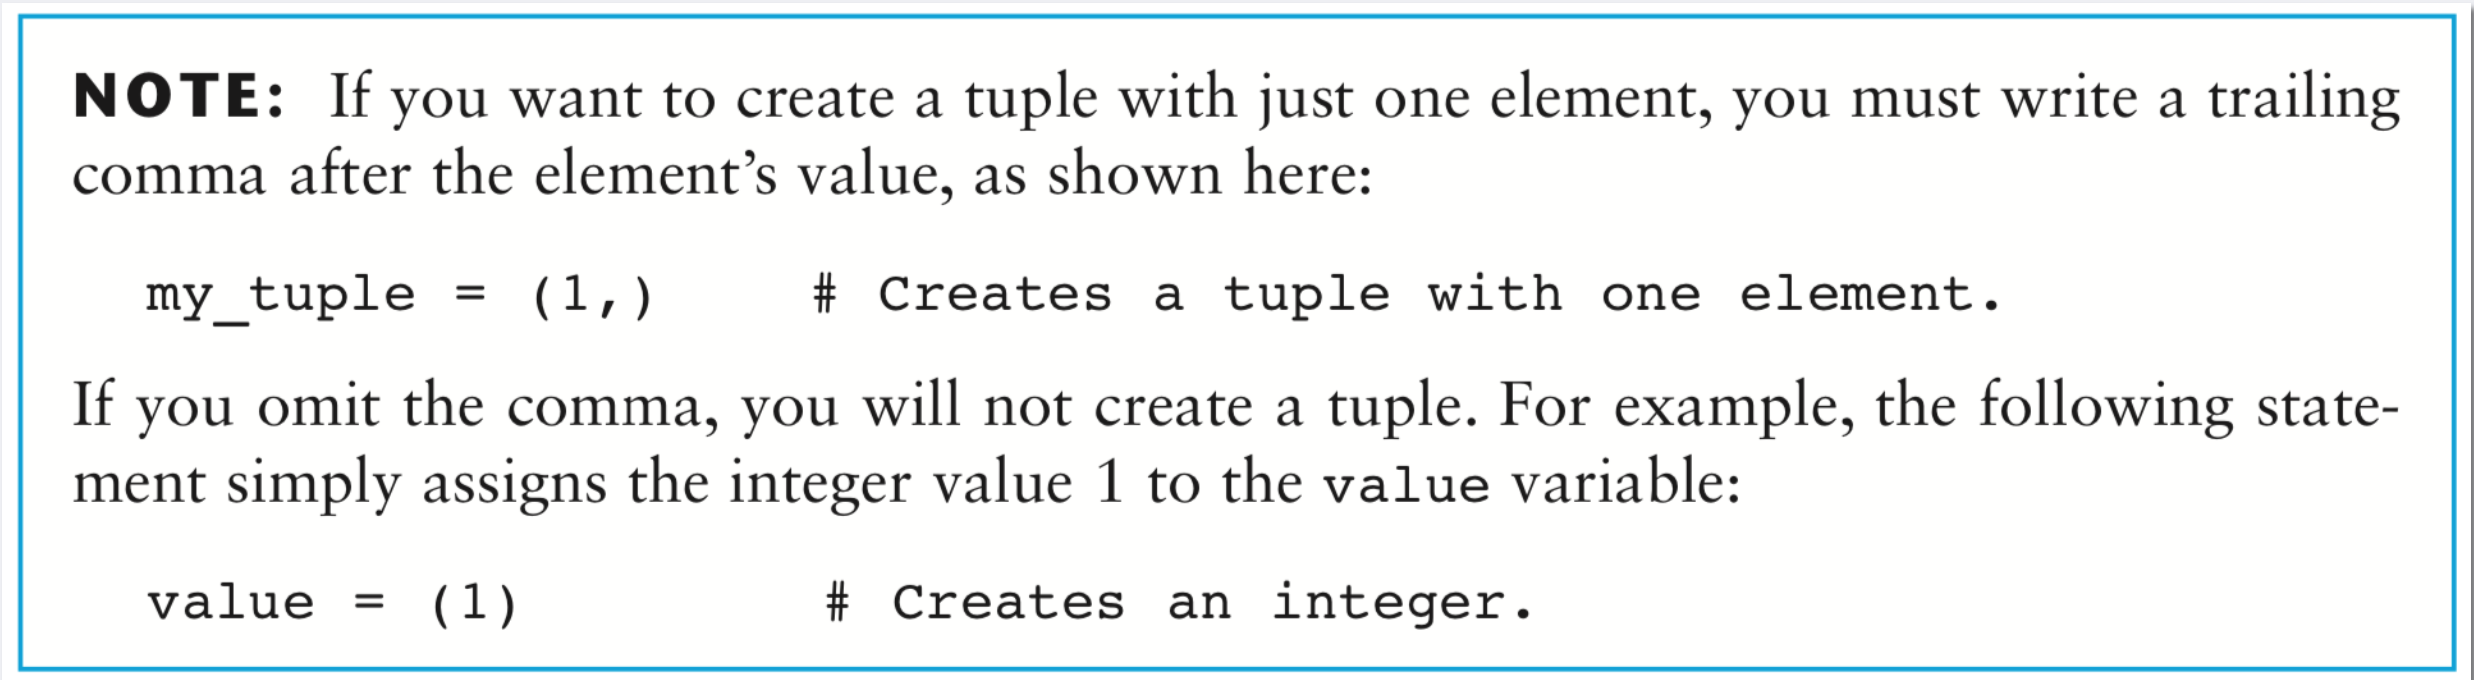 NOTE: If you want to create a tuple with just one element, you must write a trailing
comma after the element’s value, as shown here:
my_tuple = (1,)    # Creates a tuple with one element.
If you omit the comma, you will not create a tuple. For example, the following state-
ment simply assigns the integer value 1 to the value variable:
value = (1)        # Creates an integer.